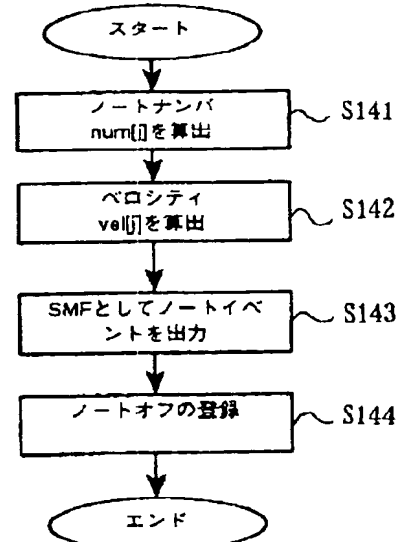 スタート
ノートナンバ
num[j]を算出
S141
ベロシティ
vel[j]を算出
S142
SMFとしてノートイベ
ントを出力
S143
ノートオフの登録
S144
エンド